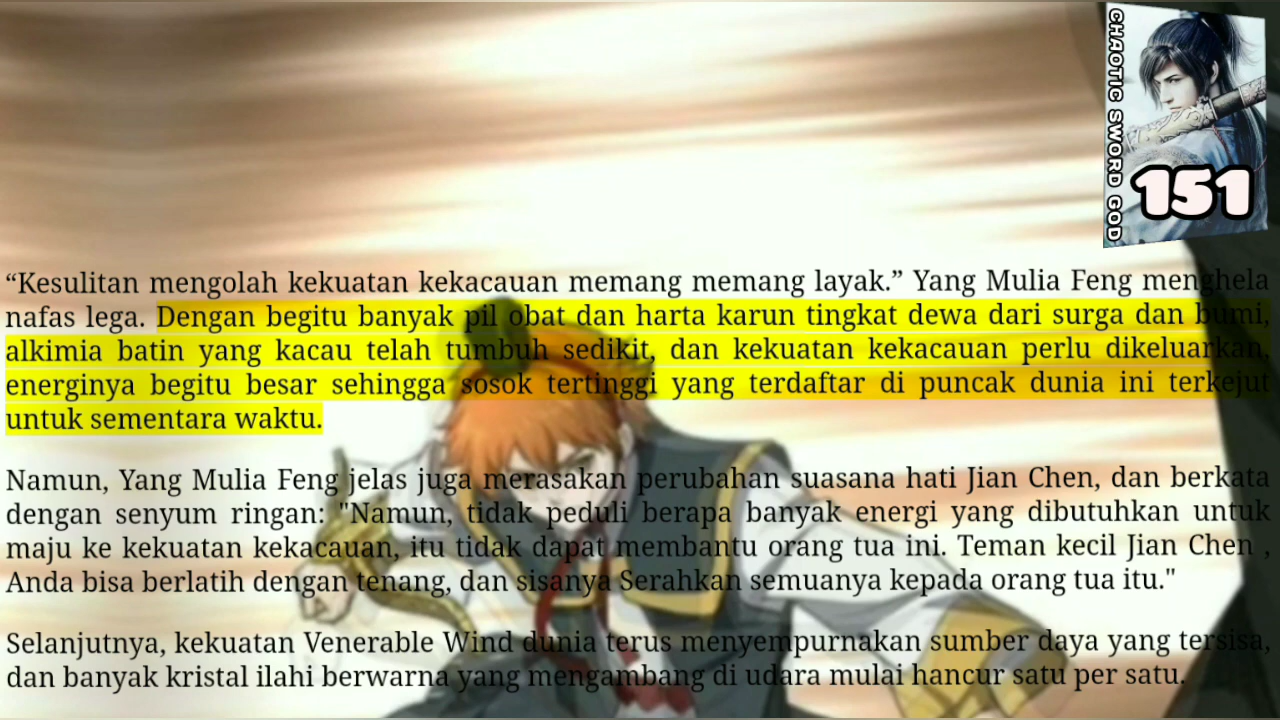 CHAOTIC SWORD GOD
151
“Kesulitan mengolah kekuatan kekacauan memang memang layak.” Yang Mulia Feng menghela
nafas lega. Dengan begitu banyak pil obat dan harta karun tingkat dewa dari surga dan bumi,
alkimia batin yang kacau telah tumbuh sedikit, dan kekuatan kekacauan perlu dikeluarkan,
energinya begitu besar sehingga sosok tertinggi yang terdaftar di puncak dunia ini terkejut
untuk sementara waktu.
Namun, Yang Mulia Feng jelas juga merasakan perubahan suasana hati Jian Chen, dan berkata
dengan senyum ringan: "Namun, tidak peduli berapa banyak energi yang dibutuhkan untuk
maju ke kekuatan kekacauan, itu tidak dapat membantu orang tua ini. Teman kecil Jian Chen ,
Anda bisa berlatih dengan tenang, dan sisanya Serahkan semuanya kepada orang tua itu."
Selanjutnya, kekuatan Venerable Wind dunia terus menyempurnakan sumber daya yang tersisa,
dan banyak kristal ilahi berwarna yang mengambang di udara mulai hancur satu per satu.